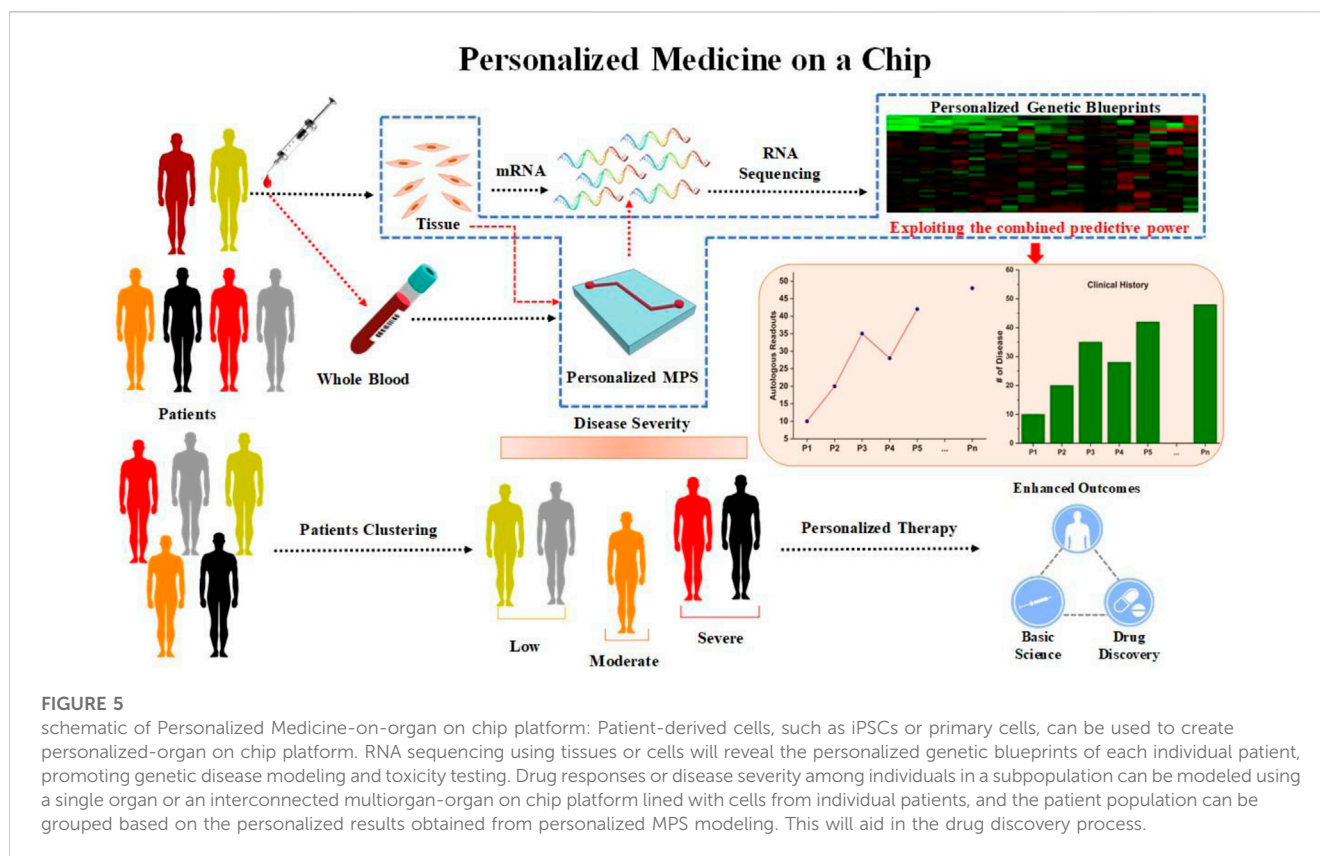 Personalized Medicine on a Chip
Personalized Genetic Blueprints
mRNA
RNA
Sequencing
Tissue
Exploiting the combined predictive power
Whole Blood
Personalized MPS
Patients
Autologous Readouts
50
45
40
35
30
25
20
15
10
5
P1 P2 P3 P4 P5 ... Pn
Clinical History
# of Disease
60
50
40
30
20
10
0
P1 P2 P3 P4 P5 ... Pn
Disease Severity
Patients Clustering
Low
Moderate
Severe
Personalized Therapy
Enhanced Outcomes
Basic
Science
Drug
Discovery
FIGURE 5
schematic of Personalized Medicine-on-organ on chip platform: Patient-derived cells, such as iPSCs or primary cells, can be used to create
personalized-organ on chip platform. RNA sequencing using tissues or cells will reveal the personalized genetic blueprints of each individual patient,
promoting genetic disease modeling and toxicity testing. Drug responses or disease severity among individuals in a subpopulation can be modeled using
a single organ or an interconnected multiorgan-organ on chip platform lined with cells from individual patients, and the patient population can be
grouped based on the personalized results obtained from personalized MPS modeling. This will aid in the drug discovery process.